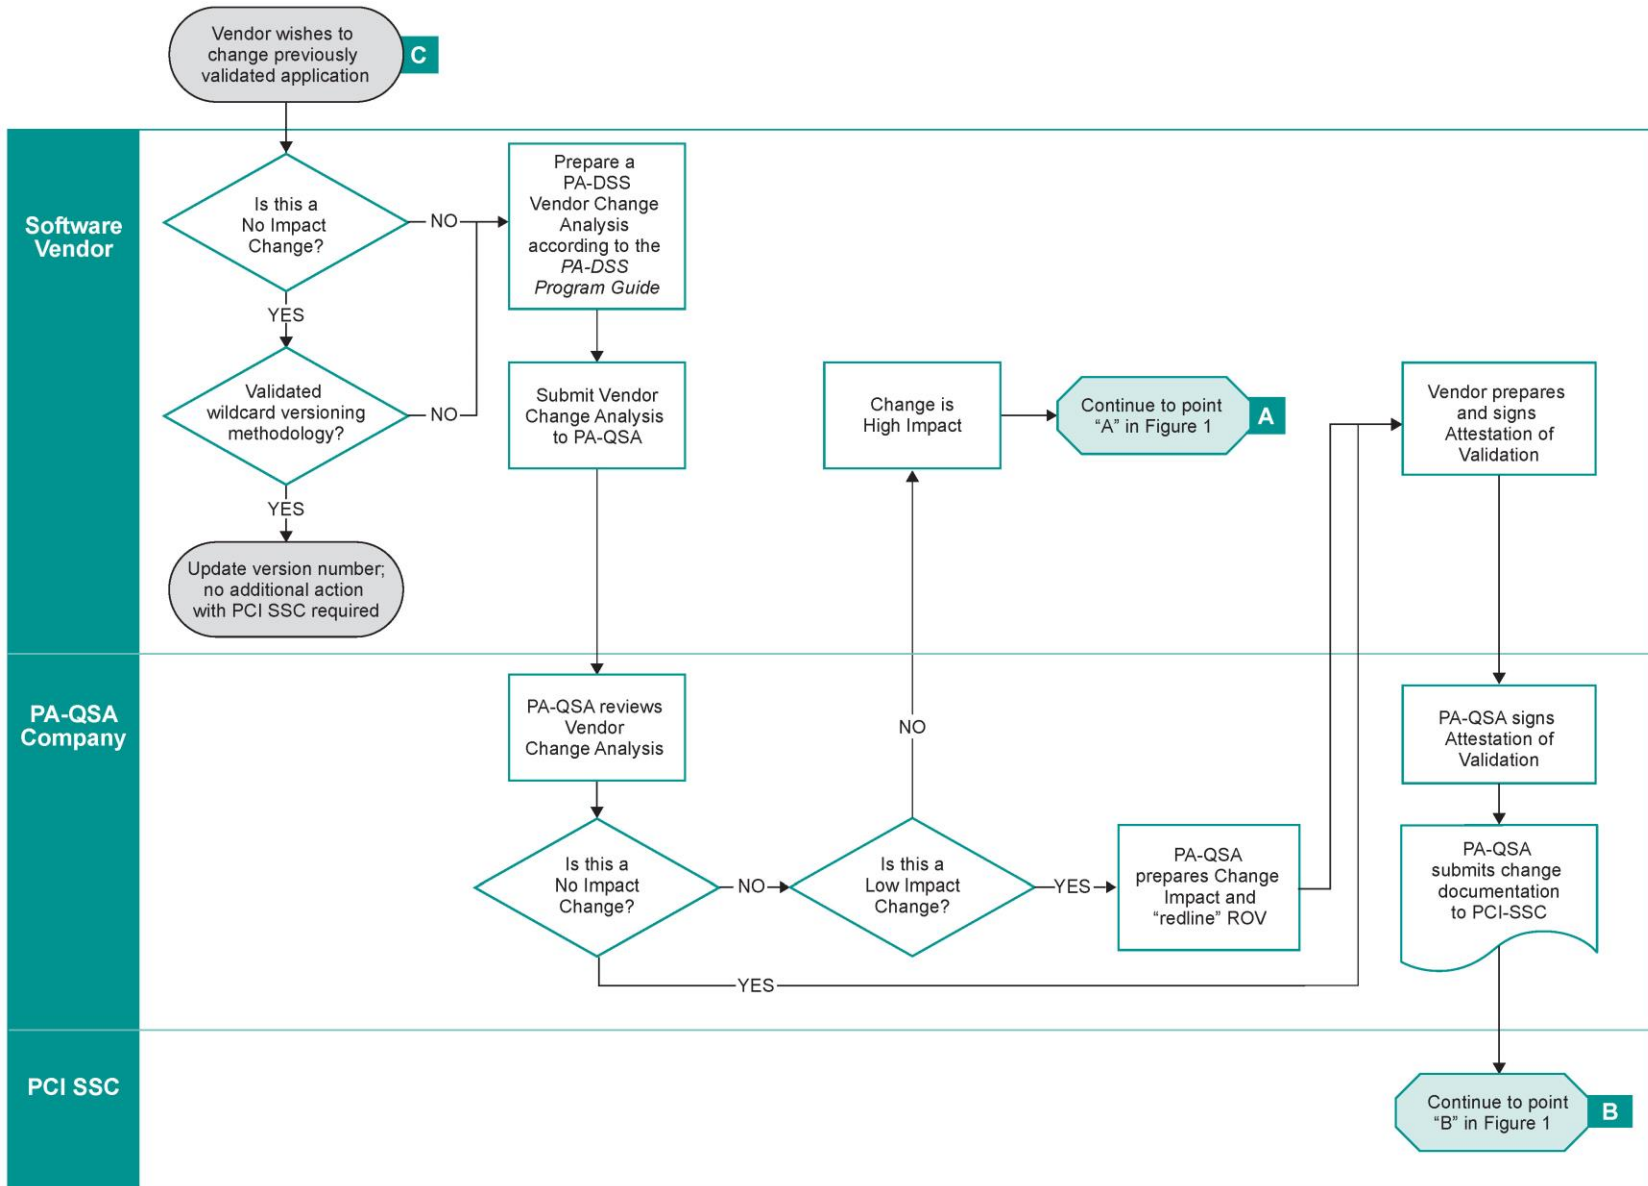 Vendor wishes to
change previously
validated application
C
Software
Vendor
Is this a
No Impact
Change?
NO
YES
Validated
wildcard versioning
methodology?
NO
YES
Update version number;
no additional action
with PCI SSC required
Prepare a
PA-DSS
Vendor Change
Analysis
according to the
PA-DSS
Program Guide
Submit Vendor
Change Analysis
to PA-QSA
Change is
High Impact
Continue to point
“A” in Figure 1
A
Vendor prepares
and signs
Attestation of
Validation
PA-QSA
Company
PA-QSA reviews
Vendor
Change Analysis
Is this a
No Impact
Change?
NO
YES
Is this a
Low Impact
Change?
NO
YES
PA-QSA
prepares Change
Impact and
“redline” ROV
PA-QSA signs
Attestation of
Validation
PA-QSA
submits change
documentation
to PCI-SSC
PCI SSC
Continue to point
“B” in Figure 1
B